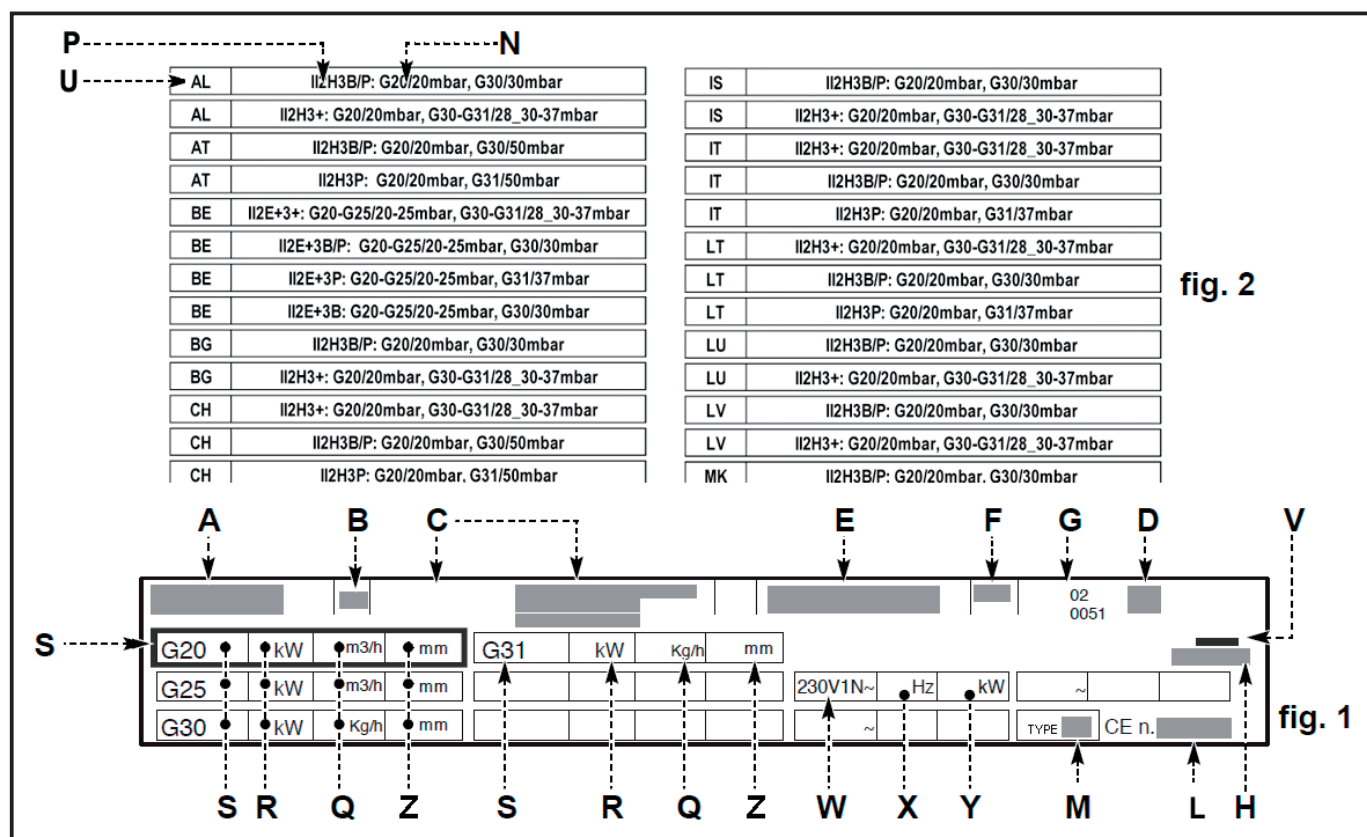 P N
U
AL II2H3B/P: G20/20mbar, G30/30mbar
AL II2H3+: G20/20mbar, G30-G31/28_30-37mbar
AT II2H3B/P: G20/20mbar, G30/50mbar
AT II2H3P: G20/20mbar, G31/50mbar
BE II2E+3+: G20-G25/20-25mbar, G30-G31/28_30-37mbar
BE II2E+3B/P: G20-G25/20-25mbar, G30/30mbar
BE II2E+3P: G20-G25/20-25mbar, G31/37mbar
BE II2E+3B: G20-G25/20-25mbar, G30/30mbar
BG II2H3B/P: G20/20mbar, G30/30mbar
BG II2H3+: G20/20mbar, G30-G31/28_30-37mbar
CH II2H3+: G20/20mbar, G30-G31/28_30-37mbar
CH II2H3B/P: G20/20mbar, G30/50mbar
CH II2H3P: G20/20mbar, G31/50mbar
IS II2H3B/P: G20/20mbar, G30/30mbar
IS II2H3+: G20/20mbar, G30-G31/28_30-37mbar
IT II2H3+: G20/20mbar, G30-G31/28_30-37mbar
IT II2H3B/P: G20/20mbar, G30/30mbar
IT II2H3P: G20/20mbar, G31/37mbar
LT II2H3+: G20/20mbar, G30-G31/28_30-37mbar
LT II2H3B/P: G20/20mbar, G30/30mbar
LT II2H3P: G20/20mbar, G31/37mbar
LU II2H3B/P: G20/20mbar, G30/30mbar
LU II2H3+: G20/20mbar, G30-G31/28_30-37mbar
LV II2H3B/P: G20/20mbar, G30/30mbar
LV II2H3+: G20/20mbar, G30-G31/28_30-37mbar
MK II2H3B/P: G20/20mbar, G30/30mbar
fig. 2
A B C E F G D V
02
0051
S G20 kW m3/h mm G31 kW Kg/h mm
G25 kW m3/h mm 230V1N~ Hz kW ~
G30 kW Kg/h mm ~ TYPE CE n.
fig. 1
S R Q Z S R Q Z W X Y M L H